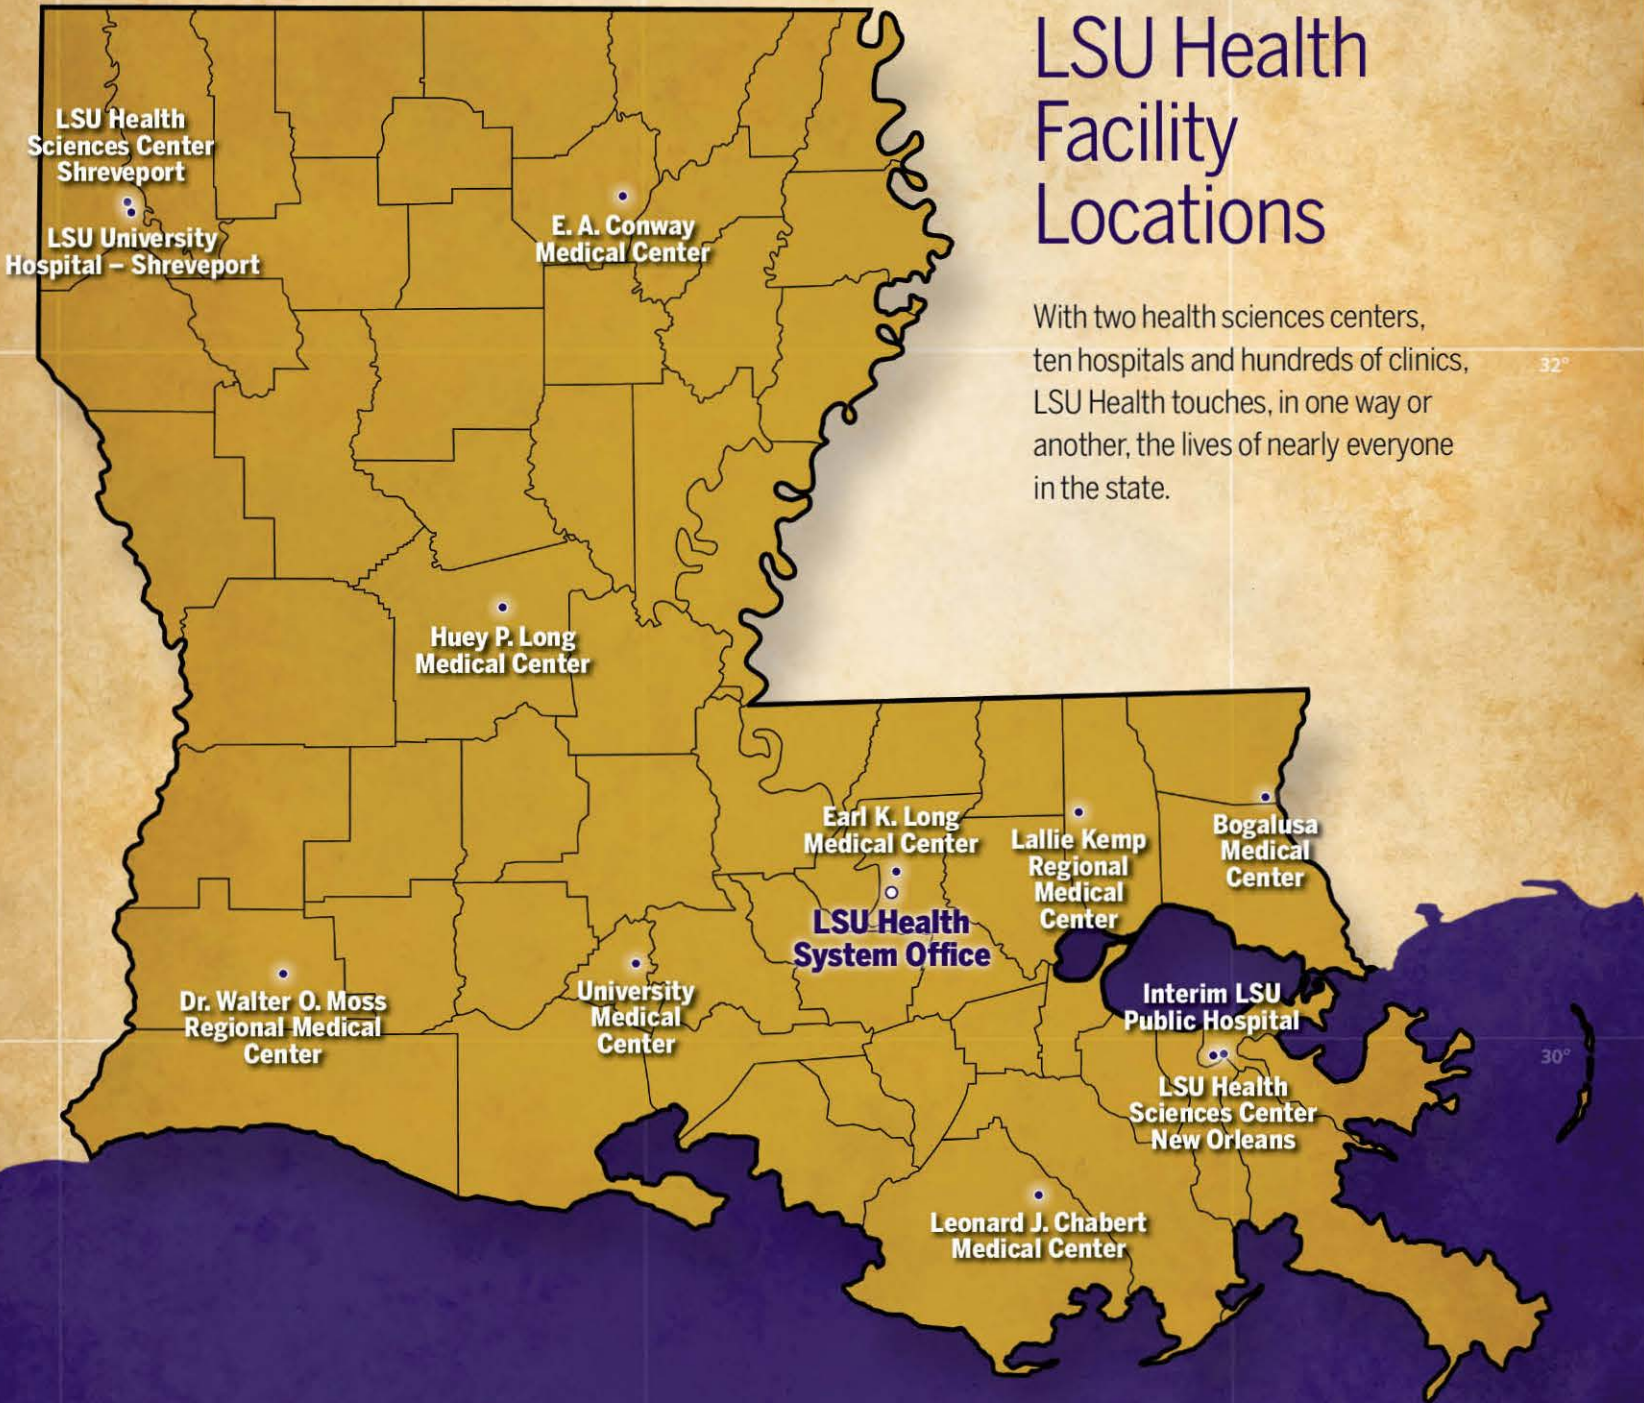 LSU Health
Facility
Locations
With two health sciences centers,
ten hospitals and hundreds of clinics,
LSU Health touches, in one way or
another, the lives of nearly everyone
in the state.
32°
LSU Health
Sciences Center
Shreveport
LSU University
Hospital – Shreveport
E. A. Conway
Medical Center
Huey P. Long
Medical Center
Earl K. Long
Medical Center
LSU Health
System Office
Lallie Kemp
Regional
Medical
Center
Bogalusa
Medical
Center
Dr. Walter O. Moss
Regional Medical
Center
University
Medical
Center
Interim LSU
Public Hospital
LSU Health
Sciences Center
New Orleans
30°
Leonard J. Chabert
Medical Center